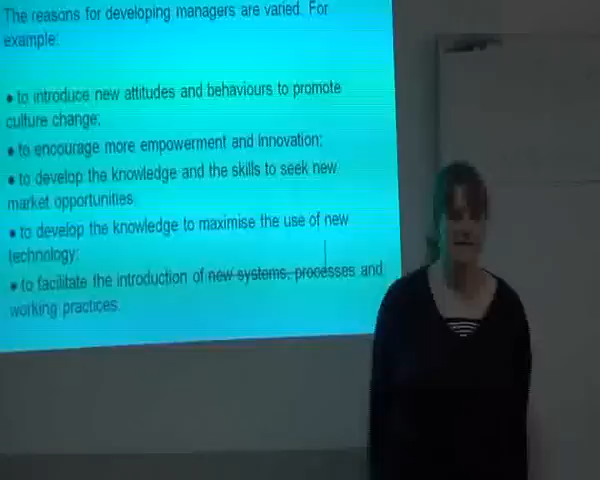 The reasons for developing managers are varied. For
example:
• to introduce new attitudes and behaviours to promote
culture change;
• to encourage more empowerment and innovation;
• to develop the knowledge and the skills to seek new
market opportunities.
• to develop the knowledge to maximise the use of new
technology;
• to facilitate the introduction of new systems, processes and
working practices.